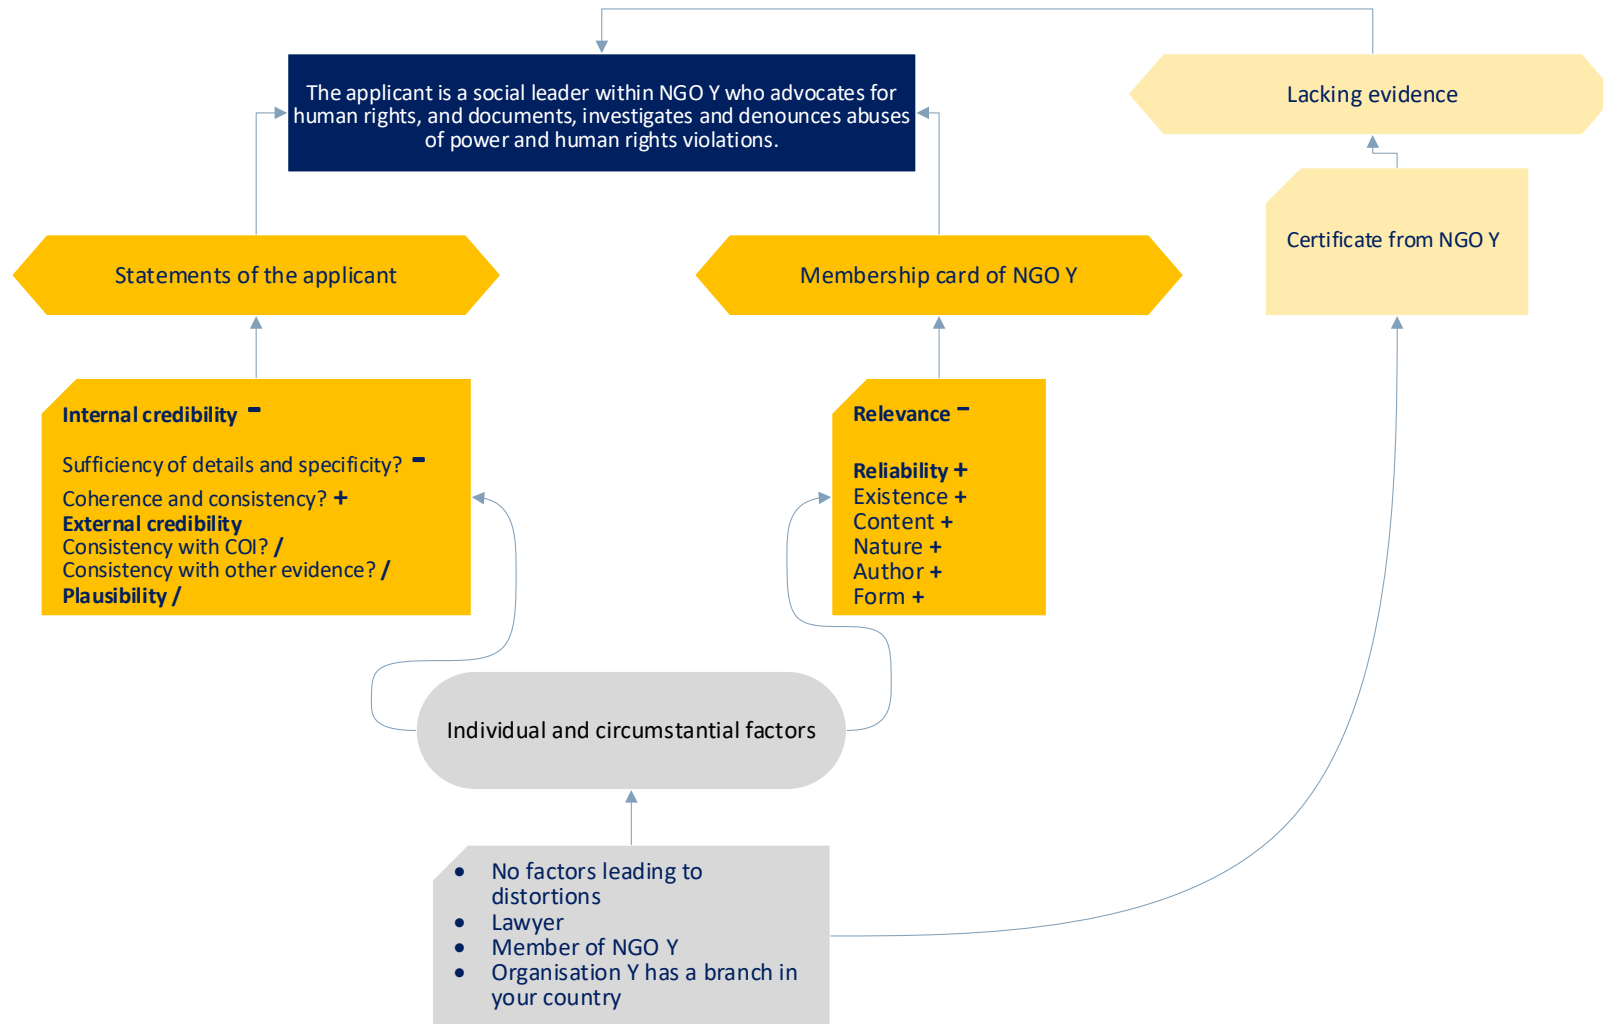 The applicant is a social leader within NGO Y who advocates for
human rights, and documents, investigates and denounces abuses
of power and human rights violations.
Lacking evidence
Certificate from NGO Y
Statements of the applicant
Membership card of NGO Y
Internal credibility -
Sufficiency of details and specificity? -
Coherence and consistency? +
External credibility
Consistency with COI? /
Consistency with other evidence? /
Plausibility /
Relevance -
Reliability +
Existence +
Content +
Nature +
Author +
Form +
Individual and circumstantial factors
• No factors leading to
distortions
• Lawyer
• Member of NGO Y
• Organisation Y has a branch in
your country